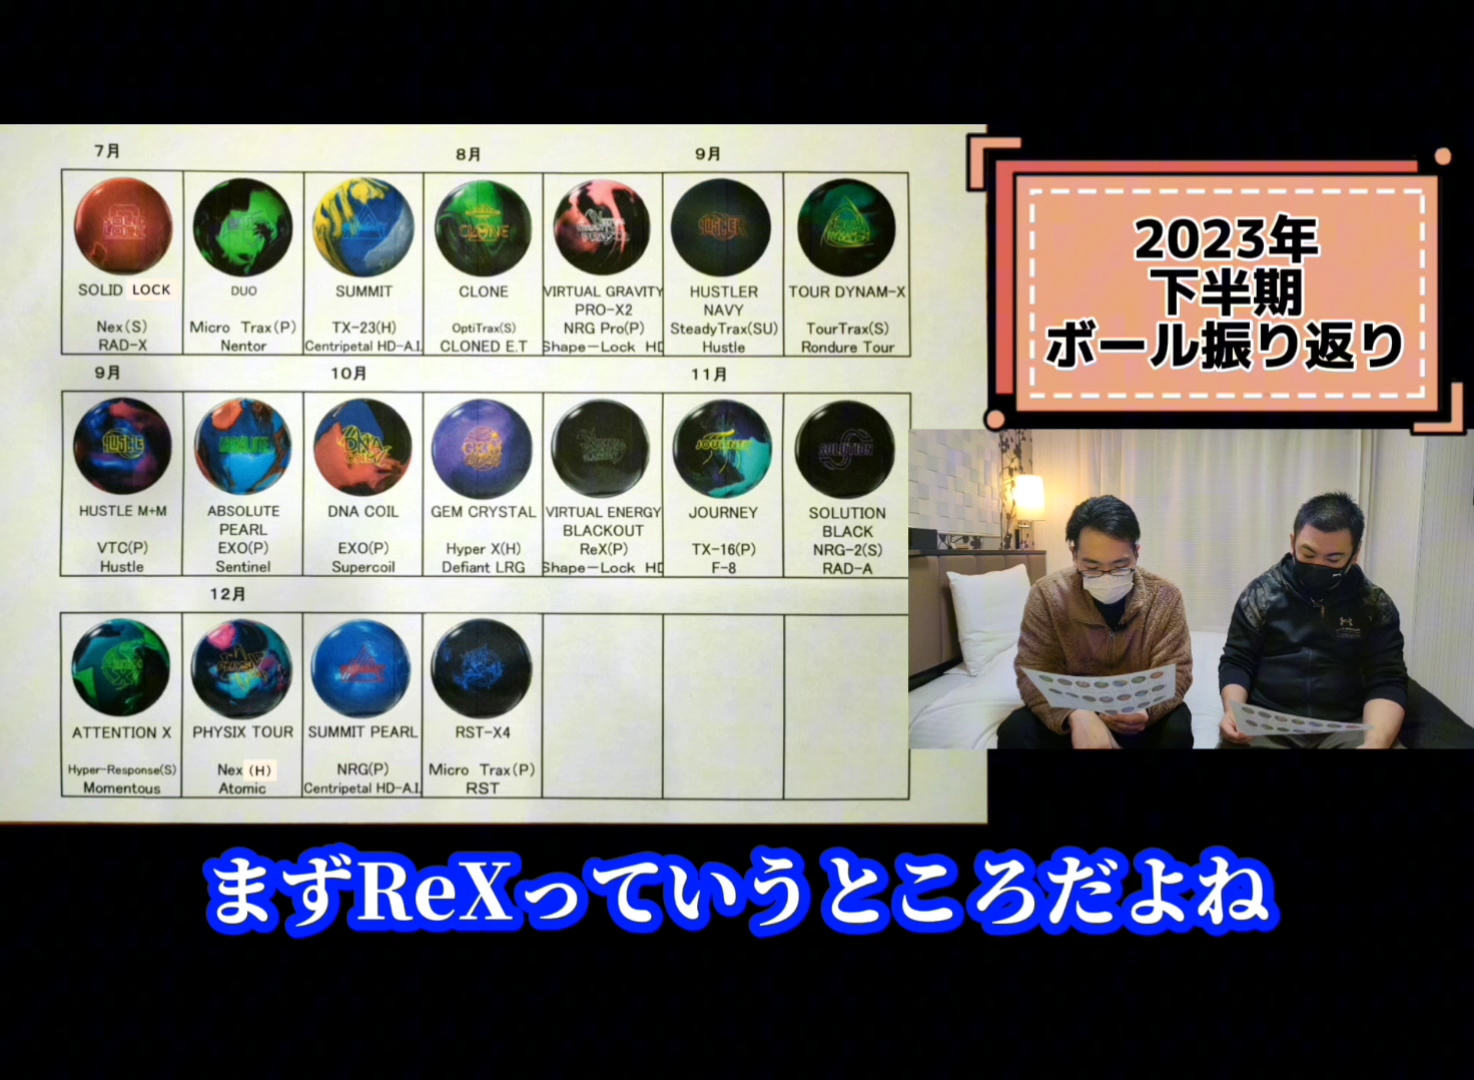 7月
8月
9月
SOLID LOCK
DUO
SUMMIT
CLONE
VIRTUAL GRAVITY
PRO-X2
HUSTLER
NAVY
TOUR DYNAM-X
Nex(S)
RAD-X
Micro Trax(P)
Nentor
TX-23(H)
Centripetal HD-A.I.
OptiTrax(S)
CLONED E.T
NRG Pro(P)
Shape-Lock HD
SteadyTrax(SU)
Hustle
TourTrax(S)
Rondure Tour
9月
10月
11月
HUSTLE
ABSOLUTE
DNA
GEM
JOURNEY
SOLUTION
HUSTLE M+M
ABSOLUTE
PEARL
DNA COIL
GEM CRYSTAL
VIRTUAL ENERGY
BLACKOUT
JOURNEY
SOLUTION
BLACK
VTC(P)
Hustle
EXO(P)
Sentinel
EXO(P)
Supercoil
Hyper X(H)
Defiant LRG
ReX(P)
Shape-Lock HD
TX-16(P)
F-8
NRG-2(S)
RAD-A
12月
ATTENTION X
PHYSIX TOUR
SUMMIT PEARL
RST-X4
Hyper-Response(S)
Momentous
Nex (H)
Atomic
NRG(P)
Centripetal HD-A.I.
Micro Trax(P)
RST
2023年
下半期
ボール振り返り
まずReXっていうところだよね